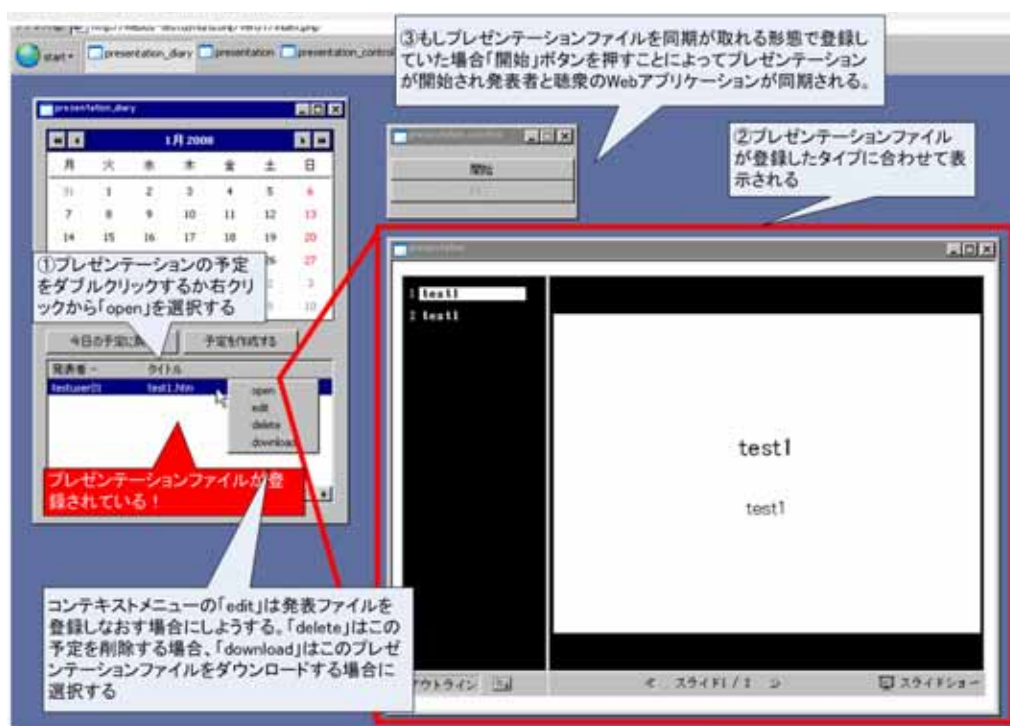 start
presentation_diary
presentation
presentation_control
③もしプレゼンテーションファイルを同期が取れる形態で登録し
ていた場合「開始」ボタンを押すことによってプレゼンテーション
が開始され発表者と聴衆のWebアプリケーションが同期される。
presentation_diary
1月 2008
月 火 水 木 金 土 日
31 1 2 3 4 5 6
7 8 9 10 11 12 13
14 15 16 17 18 19 20
26 27
2 3
9 10
開始
②プレゼンテーションファイル
が登録したタイプに合わせて表
示される
①プレゼンテーションの予定
をダブルクリックするか右クリ
ックから「open」を選択する
今日の予定に
予定を作成する
発表者 タイトル
testuser01 test1.htm
open
edit
delete
download
プレゼンテーションファイルが登
録されている！
presentation
1 test1
2 test1
test1
test1
コンテキストメニューの「edit」は発表ファイルを
登録しなおす場合にしようする。「delete」はこの
予定を削除する場合、「download」はこのプレゼ
ンテーションファイルをダウンロードする場合に
選択する
アウトライン
スライド1 / 2
スライドショー